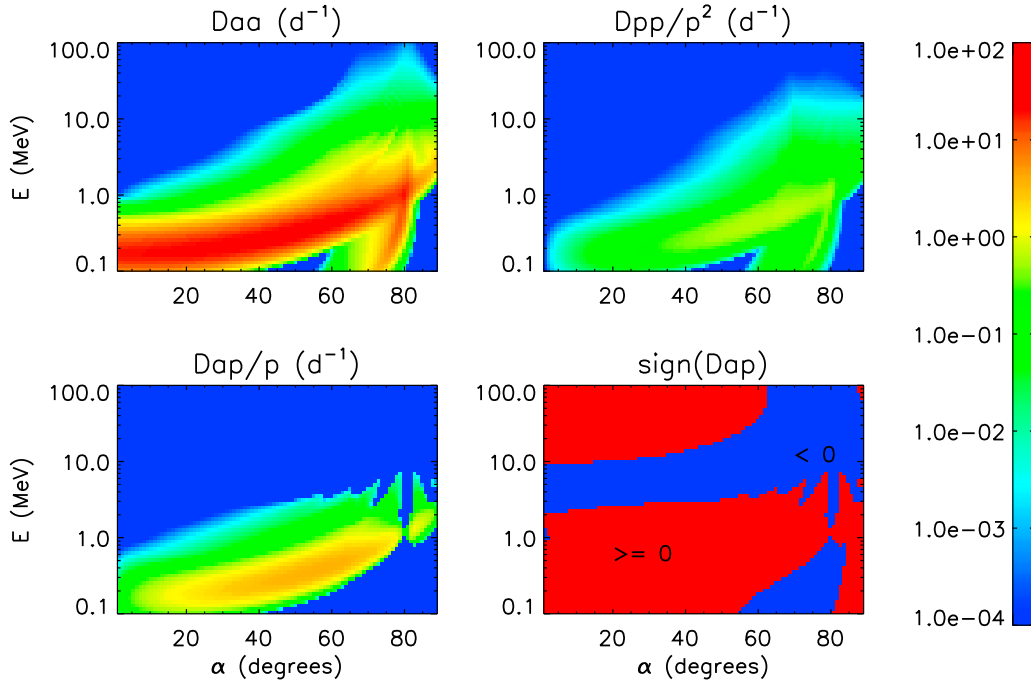 Daa (d⁻¹)
Dpp/p² (d⁻¹)
100.0
10.0
1.0
0.1
E (MeV)
20 40 60 80
100.0
10.0
1.0
0.1
20 40 60 80
1.0e+02
1.0e+01
1.0e+00
1.0e−01
1.0e−02
1.0e−03
1.0e−04
Dap/p (d⁻¹)
sign(Dap)
100.0
10.0
1.0
0.1
E (MeV)
20 40 60 80
α (degrees)
100.0
10.0
1.0
0.1
< 0
>= 0
20 40 60 80
α (degrees)